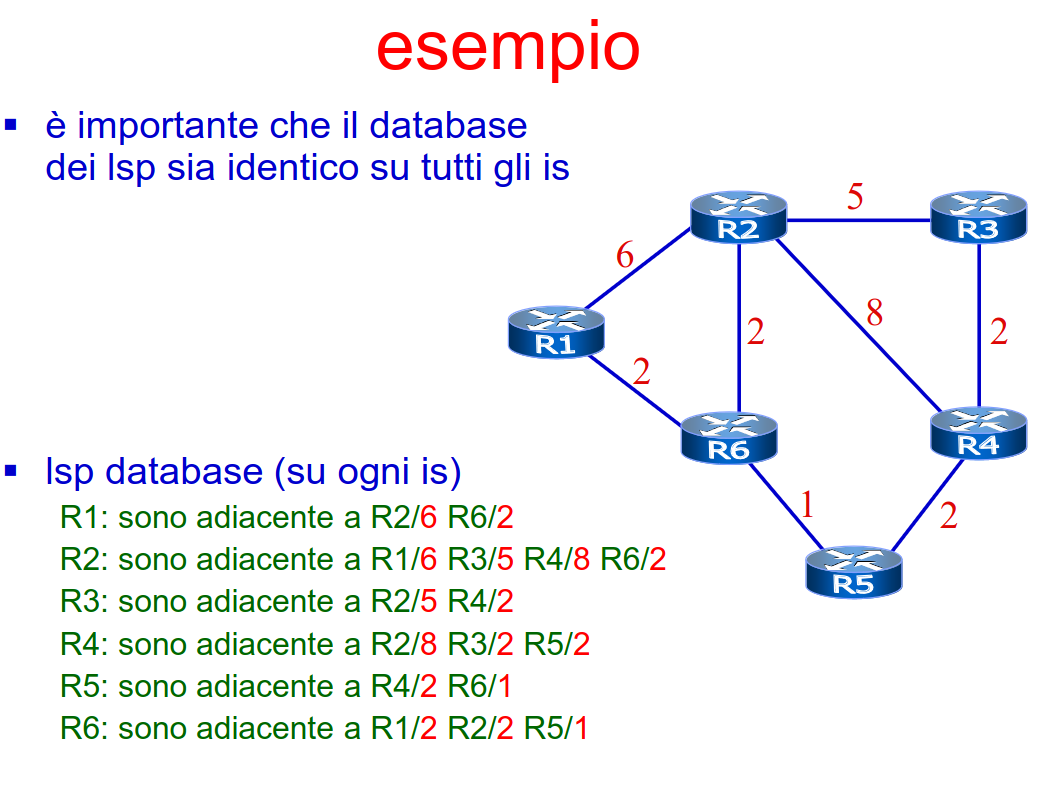 esempio
è importante che il database
dei lsp sia identico su tutti gli is
5
R2
R3
6
8
2
2
R1
2
R6
R4
lsp database (su ogni is)
1
2
R1: sono adiacente a R2/6 R6/2
R2: sono adiacente a R1/6 R3/5 R4/8 R6/2
R5
R3: sono adiacente a R2/5 R4/2
R4: sono adiacente a R2/8 R3/2 R5/2
R5: sono adiacente a R4/2 R6/1
R6: sono adiacente a R1/2 R2/2 R5/1